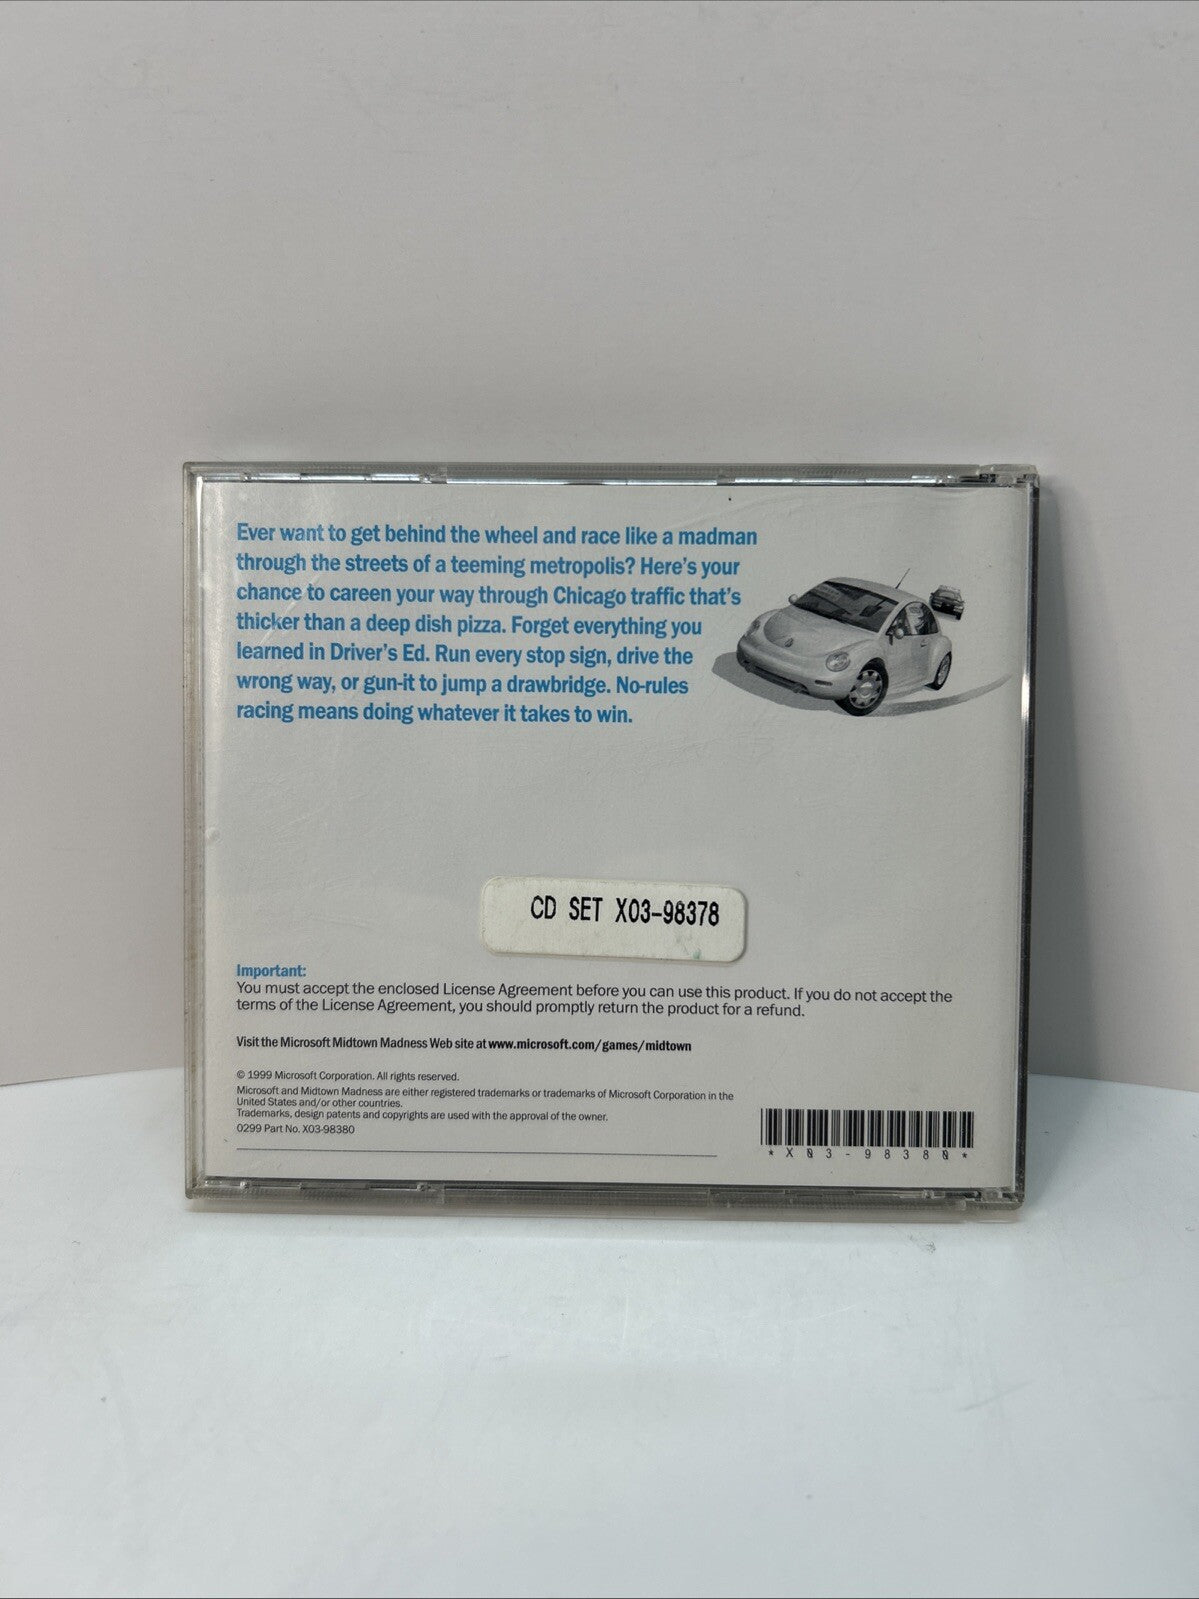 Ever want to get behind the wheel and race like a madman
through the streets of a teeming metropolis? Here's your
chance to careen your way through Chicago traffic that's
thicker than a deep dish pizza. Forget everything you
learned in Driver's Ed. Run every stop sign, drive the
wrong way, or gun-it to jump a drawbridge. No-rules
racing means doing whatever it takes to win.
CD SET X03-98378
Important:
You must accept the enclosed License Agreement before you can use this product. If you do not accept the
terms of the License Agreement, you should promptly return the product for a refund.
Visit the Microsoft Midtown Madness Web site at www.microsoft.com/games/midtown
© 1999 Microsoft Corporation. All rights reserved.
Microsoft and Midtown Madness are either registered trademarks or trademarks of Microsoft Corporation in the
United States and/or other countries.
Trademarks, design patents and copyrights are used with the approval of the owner.
0299 Part No. X03-98380
*X03-98380*